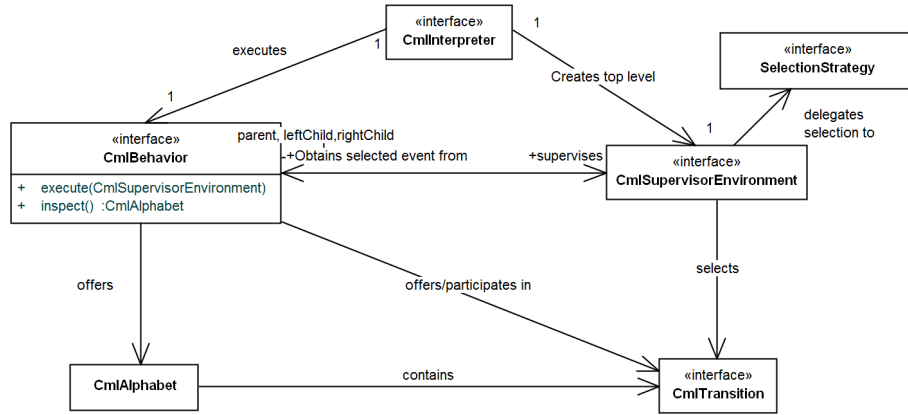 «interface»
CmlInterpreter
1
1
executes
Creates top level
«interface»
SelectionStrategy
delegates
selection to
1
1
«interface»
CmlBehavior
+ execute(CmlSupervisorEnvironment)
+ inspect() :CmlAlphabet
parent, leftChild,rightChild
+Obtains selected event from
+supervises
«interface»
CmlSupervisorEnvironment
offers
offers/participates in
selects
CmlAlphabet
contains
«interface»
CmlTransition